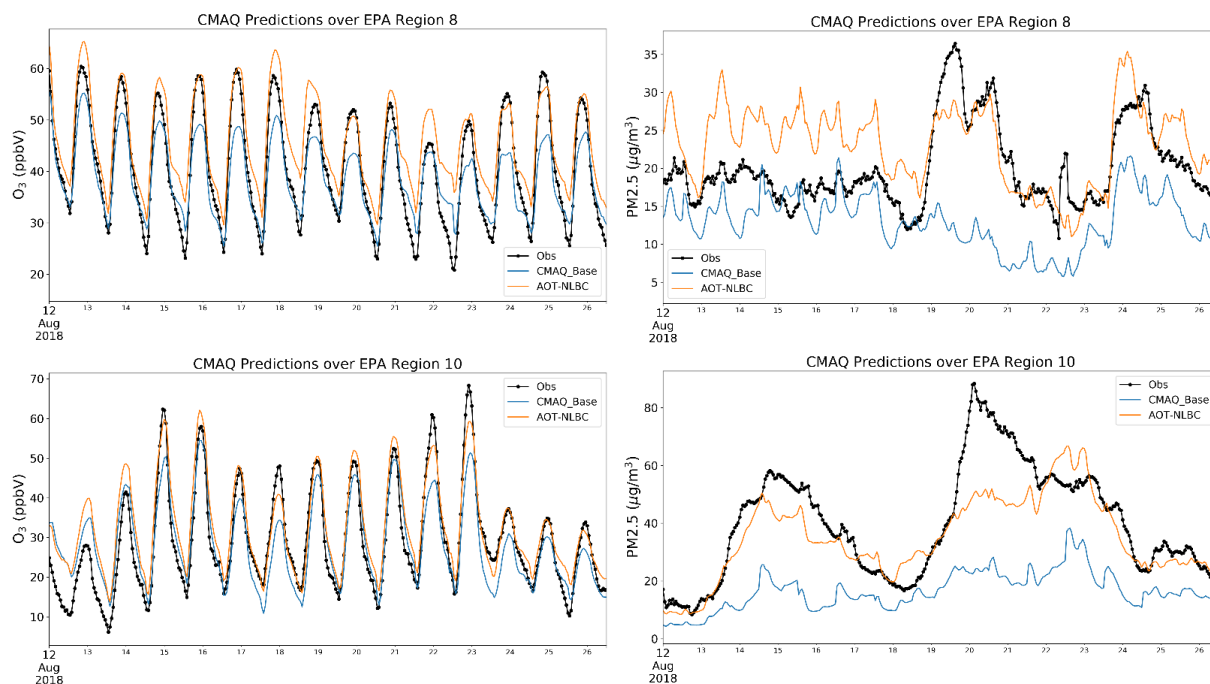 CMAQ Predictions over EPA Region 8
O₃ (ppbV)
60
50
40
30
20
Obs
CMAQ_Base
AOT-NLBC
12 13 14 15 16 17 18 19 20 21 22 23 24 25 26
Aug
2018
CMAQ Predictions over EPA Region 8
PM2.5 (μg/m³)
35
30
25
20
15
10
5
Obs
CMAQ_Base
AOT-NLBC
12 13 14 15 16 17 18 19 20 21 22 23 24 25 26
Aug
2018
CMAQ Predictions over EPA Region 10
O₃ (ppbV)
70
60
50
40
30
20
10
Obs
CMAQ_Base
AOT-NLBC
12 13 14 15 16 17 18 19 20 21 22 23 24 25 26
Aug
2018
CMAQ Predictions over EPA Region 10
PM2.5 (μg/m³)
80
60
40
20
0
Obs
CMAQ_Base
AOT-NLBC
12 13 14 15 16 17 18 19 20 21 22 23 24 25 26
Aug
2018